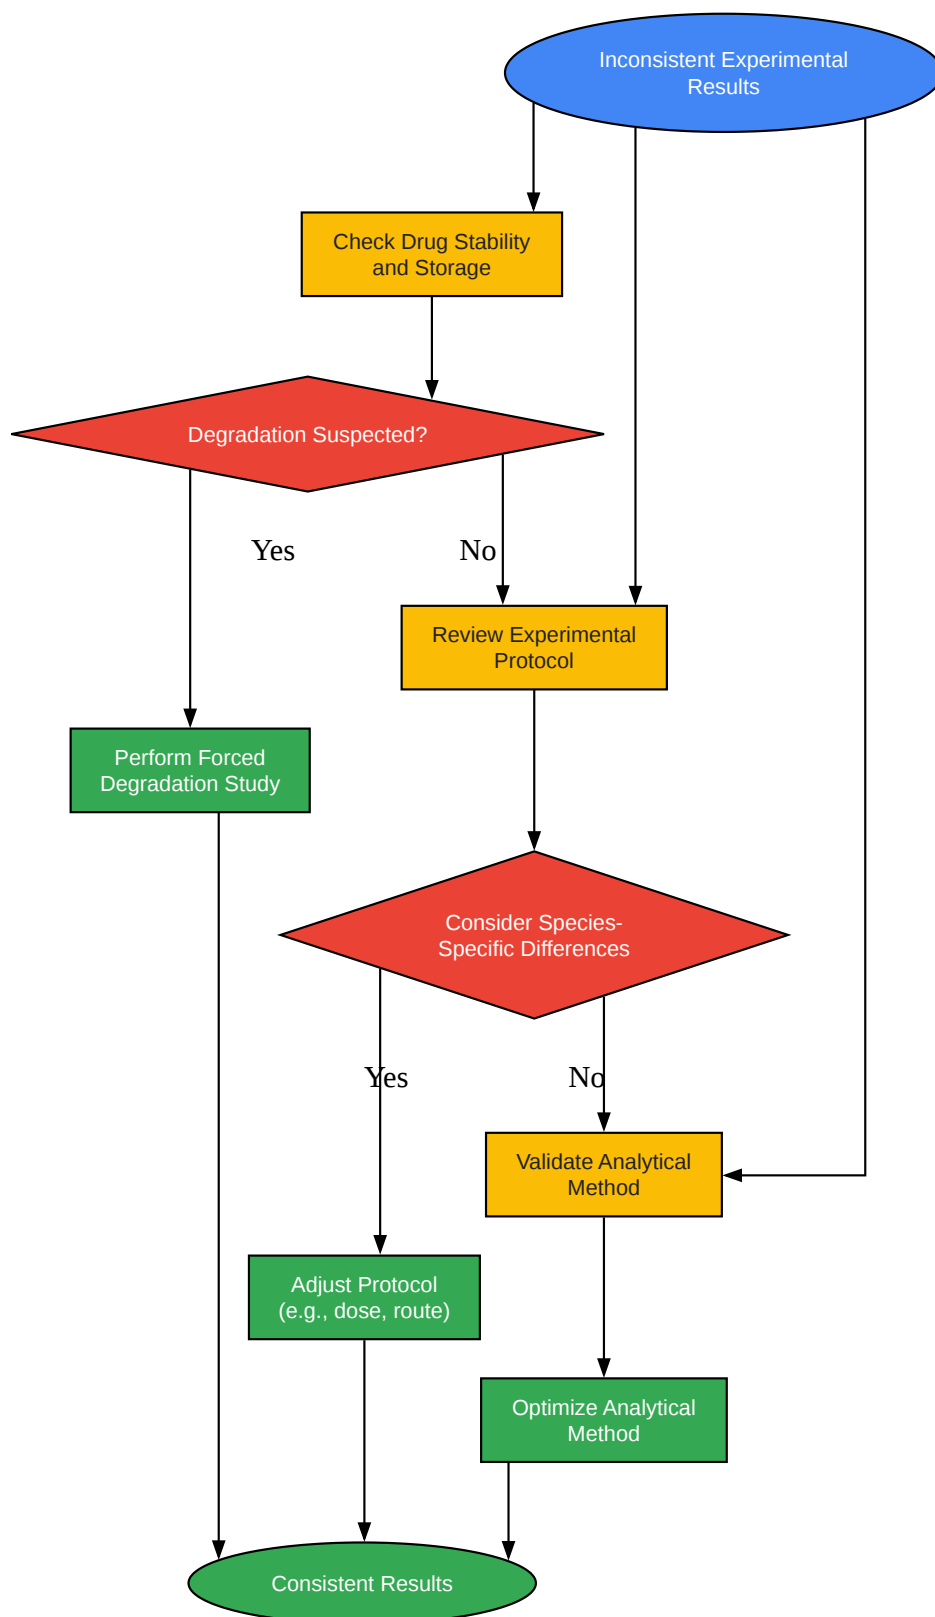 Inconsistent Experimental
Results
Check Drug Stability
and Storage
Degradation Suspected?
Yes
No
Review Experimental
Protocol
Perform Forced
Degradation Study
Consider Species-
Specific Differences
Yes
No
Validate Analytical
Method
Adjust Protocol
(e.g., dose, route)
Optimize Analytical
Method
Consistent Results